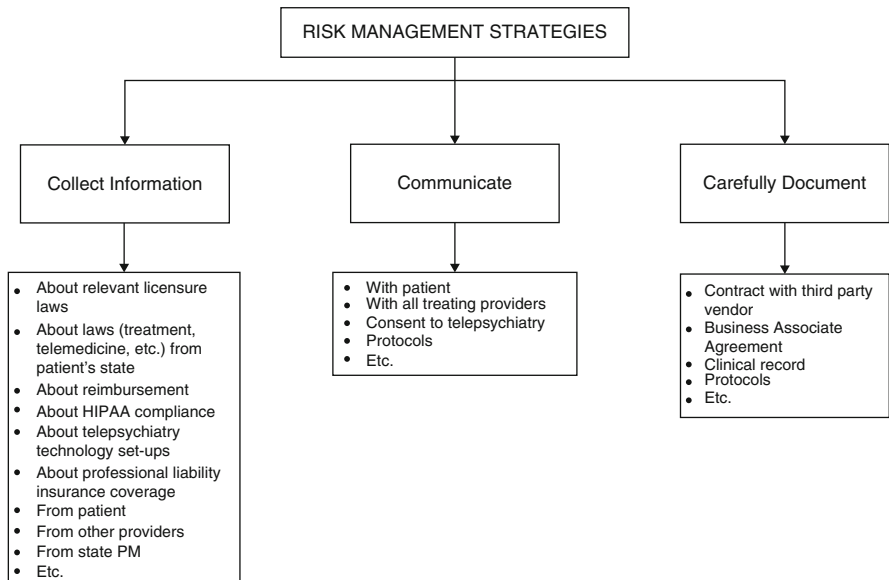 RISK MANAGEMENT STRATEGIES
Collect Information
Communicate
Carefully Document
• About relevant licensure
laws
• About laws (treatment,
telemedicine, etc.) from
patient's state
• About reimbursement
• About HIPAA compliance
• About telepsychiatry
technology set-ups
• About professional liability
insurance coverage
• From patient
• From other providers
• From state PM
• Etc.
• With patient
• With all treating providers
• Consent to telepsychiatry
• Protocols
• Etc.
• Contract with third party
vendor
• Business Associate
Agreement
• Clinical record
• Protocols
• Etc.